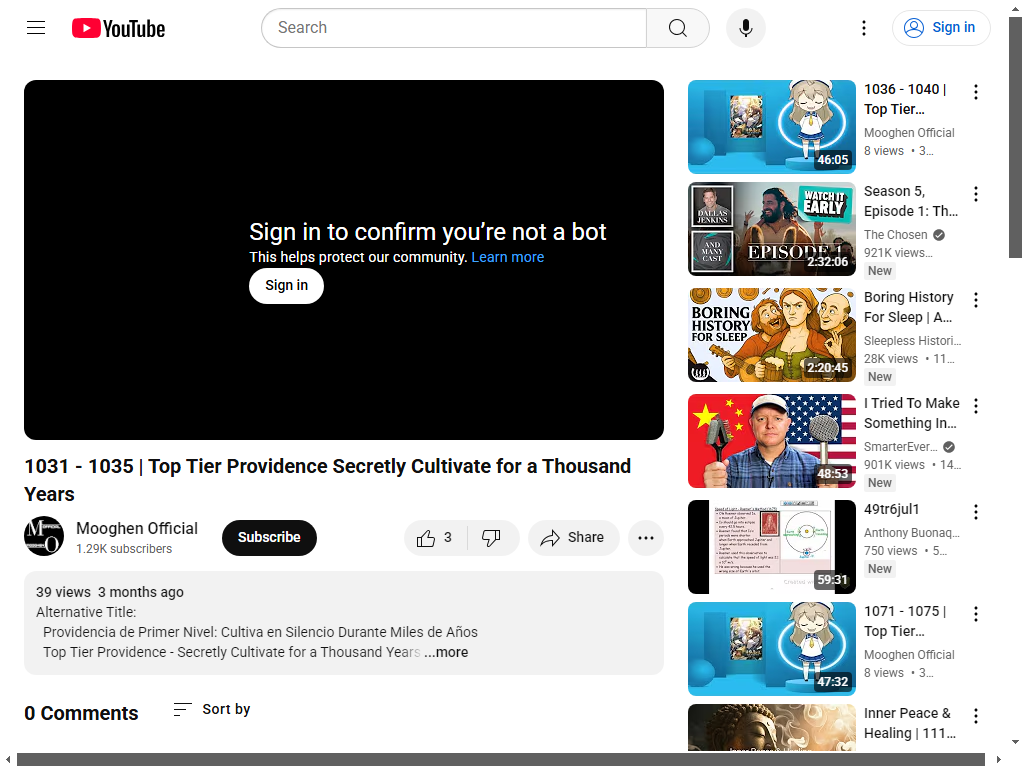 YouTube
Search
Sign in
Sign in to confirm you're not a bot
This helps protect our community. Learn more
Sign in
1031 - 1035 | Top Tier Providence Secretly Cultivate for a Thousand
Years
Mooghen Official
1.29K subscribers
Subscribe
3
Share
39 views 3 months ago
Alternative Title:
Providencia de Primer Nivel: Cultiva en Silencio Durante Miles de Años
Top Tier Providence - Secretly Cultivate for a Thousand Years ...more
0 Comments
Sort by
46:05
1036 - 1040 |
Top Tier...
Mooghen Official
8 views • 3...
DALLAS
JENKINS
AND
MANY
CAST
WATCH IT
EARLY
EPISODE 1
2:32:06
Season 5,
Episode 1: Th...
The Chosen
921K views...
New
BORING
HISTORY
FOR SLEEP
2:20:45
Boring History
For Sleep | A...
Sleepless Histori...
28K views • 11...
New
48:53
I Tried To Make
Something In...
SmarterEver...
901K views • 14...
New
59:31
49tr6jul1
Anthony Buonaq...
750 views • 5...
New
47:32
1071 - 1075 |
Top Tier...
Mooghen Official
8 views • 3...
Inner Peace &
Healing | 111...